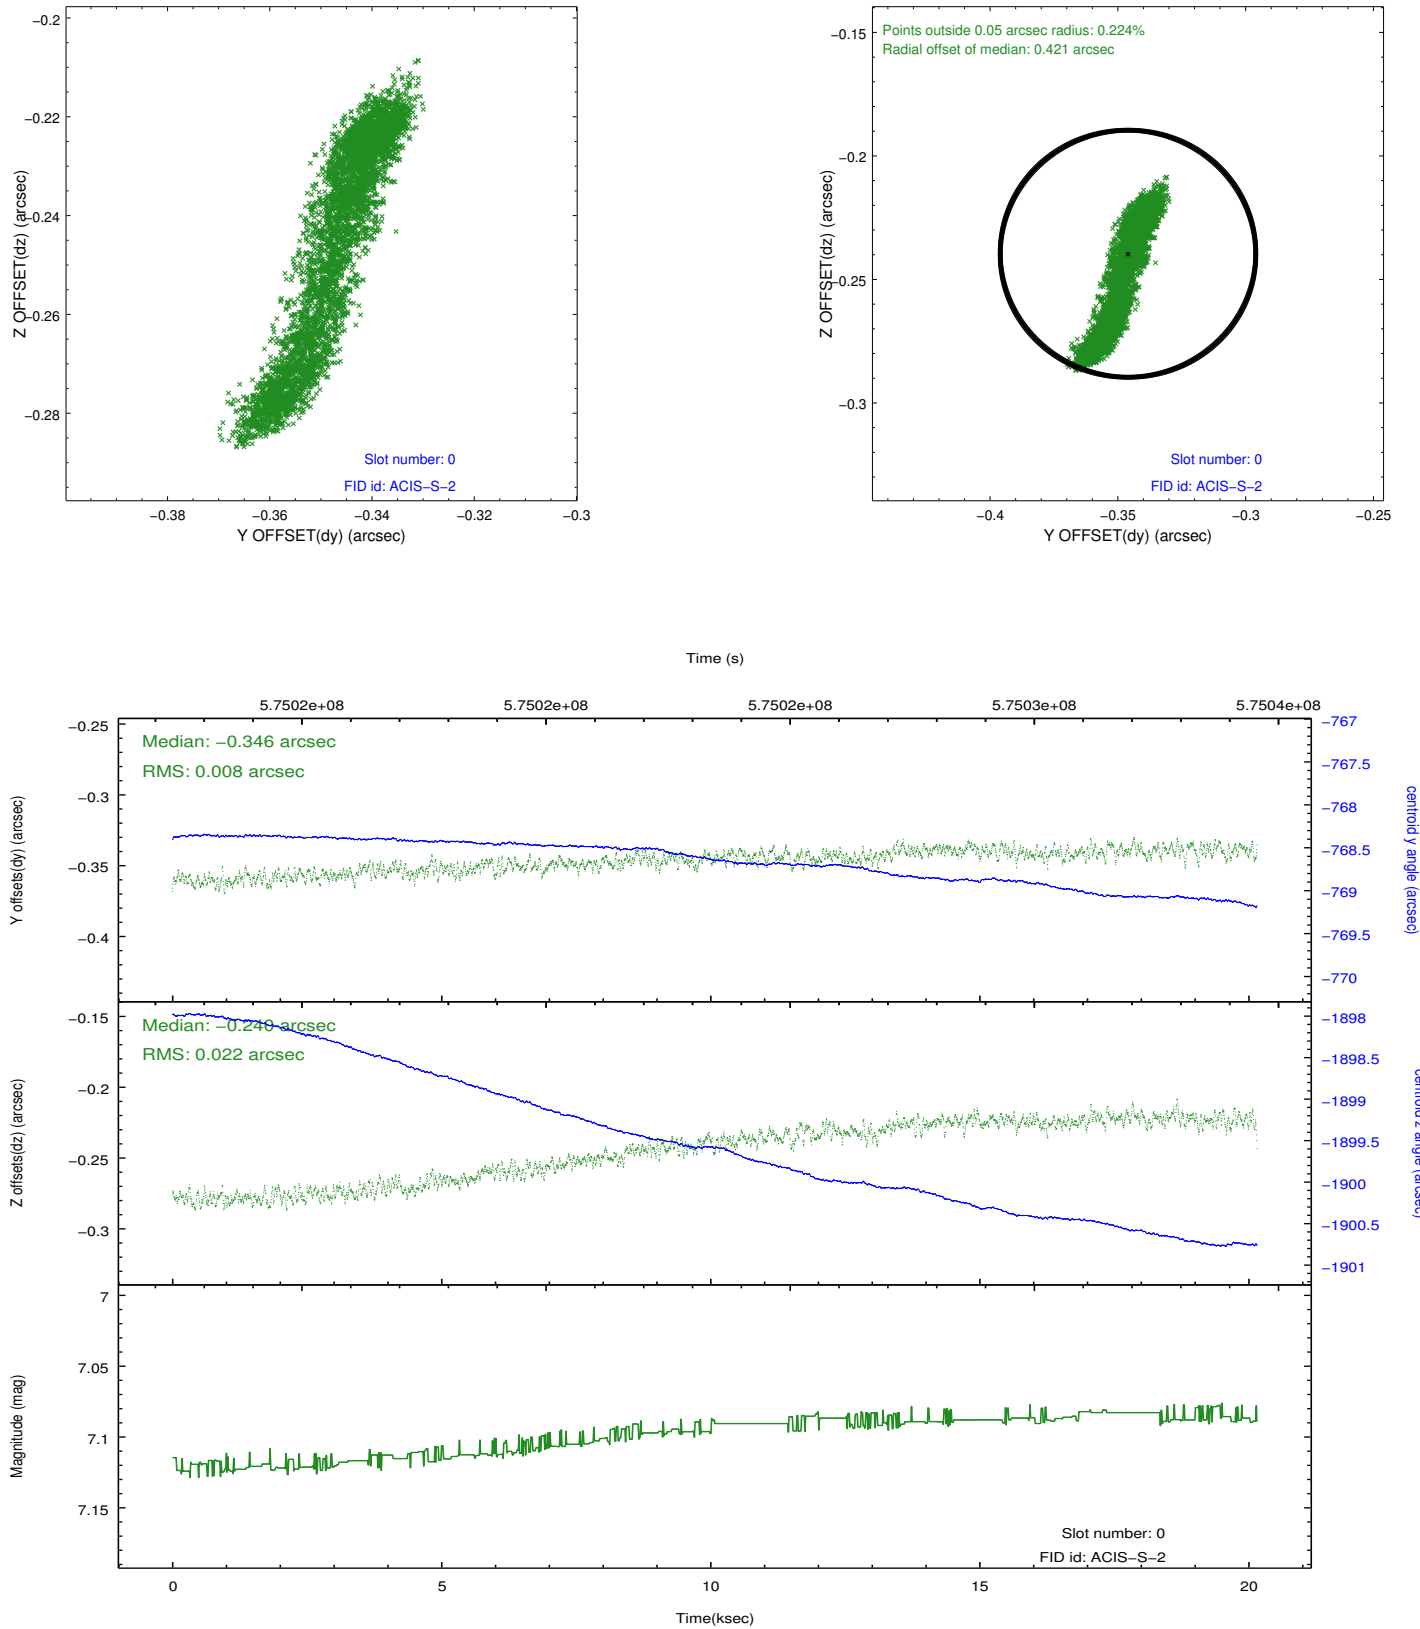 −0.2
−0.22
−0.24
−0.26
−0.28
Z OFFSET(dz) (arcsec)
Slot number: 0
FID id: ACIS−S−2
−0.38
−0.36
−0.34
−0.32
−0.3
Y OFFSET(dy) (arcsec)
Points outside 0.05 arcsec radius: 0.224%
Radial offset of median: 0.421 arcsec
−0.15
−0.2
−0.25
−0.3
Z OFFSET(dz) (arcsec)
Slot number: 0
FID id: ACIS−S−2
−0.4
−0.35
−0.3
−0.25
Y OFFSET(dy) (arcsec)
Time (s)
5.7502e+08
5.7502e+08
5.7502e+08
5.7503e+08
5.7504e+08
Median: −0.346 arcsec
RMS: 0.008 arcsec
−0.25
−0.3
−0.35
−0.4
Y offsets(dy) (arcsec)
−767
−767.5
−768
−768.5
−769
−769.5
−770
centroid y angle (arcsec)
Median: −0.240 arcsec
RMS: 0.022 arcsec
−0.15
−0.2
−0.25
−0.3
Z offsets(dz) (arcsec)
−1898
−1898.5
−1899
−1899.5
−1900
−1900.5
−1901
centroid z angle (arcsec)
7
7.05
7.1
7.15
Magnitude (mag)
Slot number: 0
FID id: ACIS−S−2
0
5
10
15
20
Time(ksec)